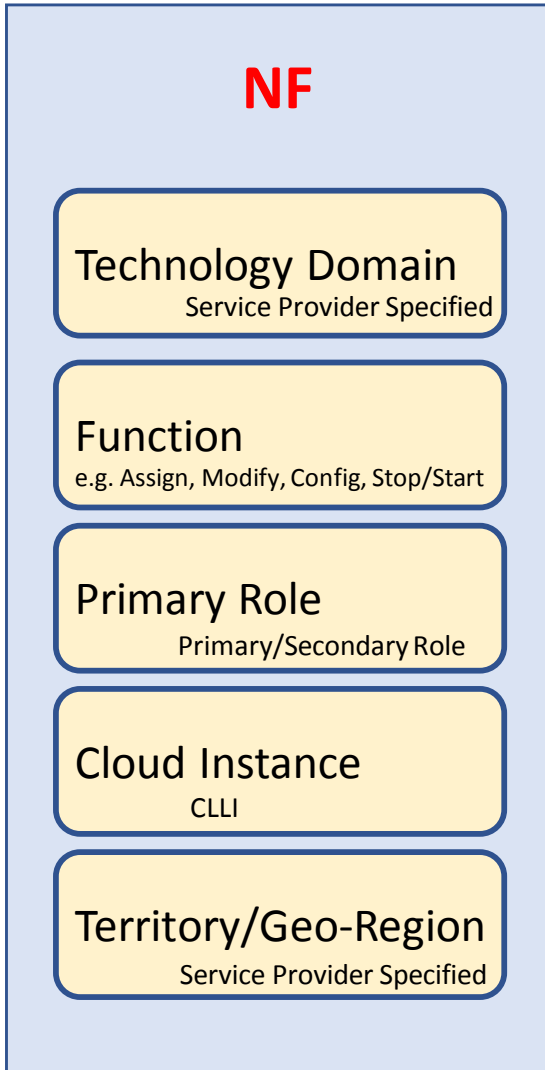 NF
Technology Domain
Service Provider Specified
Function
e.g. Assign, Modify, Config, Stop/Start
Primary Role
Primary/Secondary Role
Cloud Instance
CLLI
Territory/Geo-Region
Service Provider Specified